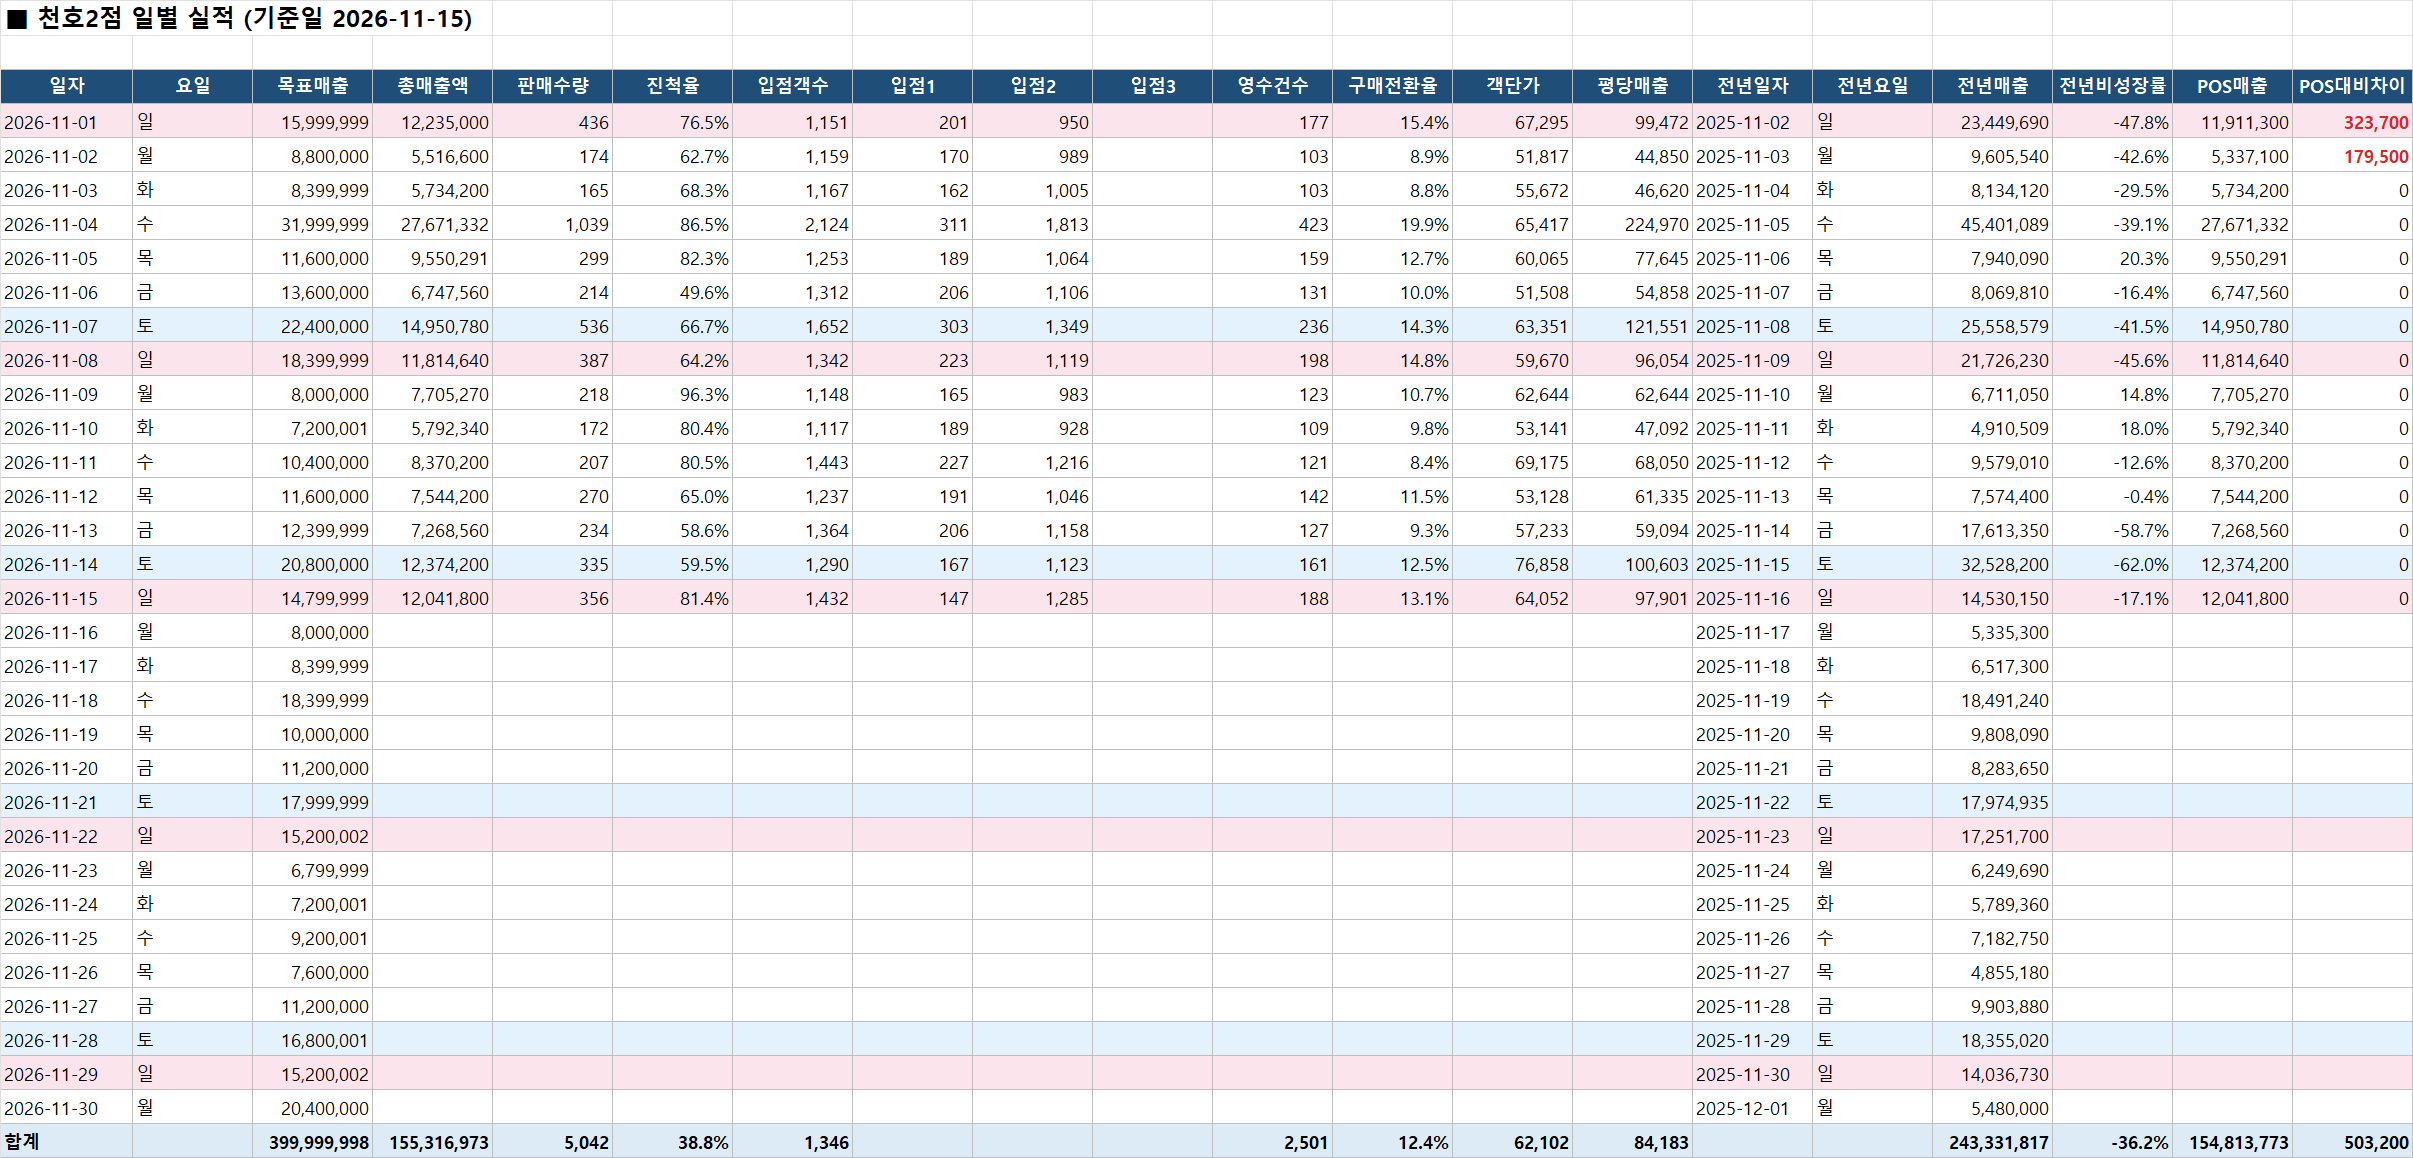 ■ 천호2점 일별 실적 (기준일 2026-11-15)
일자 요일 목표매출 총매출액 판매수량 진척율 입점객수 입점1 입점2 입점3 영수건수 구매전환율 객단가 평당매출 전년일자 전년요일 전년매출 전년비성장률 POS매출 POS대비차이
2026-11-01 일 15,999,999 12,235,000 436 76.5% 1,151 201 950 177 15.4% 67,295 99,472 2025-11-02 일 23,449,690 -47.8% 11,911,300 323,700
2026-11-02 월 8,800,000 5,516,600 174 62.7% 1,159 170 989 103 8.9% 51,817 44,850 2025-11-03 월 9,605,540 -42.6% 5,337,100 179,500
2026-11-03 화 8,399,999 5,734,200 165 68.3% 1,167 162 1,005 103 8.8% 55,672 46,620 2025-11-04 화 8,134,120 -29.5% 5,734,200 0
2026-11-04 수 31,999,999 27,671,332 1,039 86.5% 2,124 311 1,813 423 19.9% 65,417 224,970 2025-11-05 수 45,401,089 -39.1% 27,671,332 0
2026-11-05 목 11,600,000 9,550,291 299 82.3% 1,253 189 1,064 159 12.7% 60,065 77,645 2025-11-06 목 7,940,090 20.3% 9,550,291 0
2026-11-06 금 13,600,000 6,747,560 214 49.6% 1,312 206 1,106 131 10.0% 51,508 54,858 2025-11-07 금 8,069,810 -16.4% 6,747,560 0
2026-11-07 토 22,400,000 14,950,780 536 66.7% 1,652 303 1,349 236 14.3% 63,351 121,551 2025-11-08 토 25,558,579 -41.5% 14,950,780 0
2026-11-08 일 18,399,999 11,814,640 387 64.2% 1,342 223 1,119 198 14.8% 59,670 96,054 2025-11-09 일 21,726,230 -45.6% 11,814,640 0
2026-11-09 월 8,000,000 7,705,270 218 96.3% 1,148 165 983 123 10.7% 62,644 62,644 2025-11-10 월 6,711,050 14.8% 7,705,270 0
2026-11-10 화 7,200,001 5,792,340 172 80.4% 1,117 189 928 109 9.8% 53,141 47,092 2025-11-11 화 4,910,509 18.0% 5,792,340 0
2026-11-11 수 10,400,000 8,370,200 207 80.5% 1,443 227 1,216 121 8.4% 69,175 68,050 2025-11-12 수 9,579,010 -12.6% 8,370,200 0
2026-11-12 목 11,600,000 7,544,200 270 65.0% 1,237 191 1,046 142 11.5% 53,128 61,335 2025-11-13 목 7,574,400 -0.4% 7,544,200 0
2026-11-13 금 12,399,999 7,268,560 234 58.6% 1,364 206 1,158 127 9.3% 57,233 59,094 2025-11-14 금 17,613,350 -58.7% 7,268,560 0
2026-11-14 토 20,800,000 12,374,200 335 59.5% 1,290 167 1,123 161 12.5% 76,858 100,603 2025-11-15 토 32,528,200 -62.0% 12,374,200 0
2026-11-15 일 14,799,999 12,041,800 356 81.4% 1,432 147 1,285 188 13.1% 64,052 97,901 2025-11-16 일 14,530,150 -17.1% 12,041,800 0
2026-11-16 월 8,000,000 2025-11-17 월 5,335,300
2026-11-17 화 8,399,999 2025-11-18 화 6,517,300
2026-11-18 수 18,399,999 2025-11-19 수 18,491,240
2026-11-19 목 10,000,000 2025-11-20 목 9,808,090
2026-11-20 금 11,200,000 2025-11-21 금 8,283,650
2026-11-21 토 17,999,999 2025-11-22 토 17,974,935
2026-11-22 일 15,200,002 2025-11-23 일 17,251,700
2026-11-23 월 6,799,999 2025-11-24 월 6,249,690
2026-11-24 화 7,200,001 2025-11-25 화 5,789,360
2026-11-25 수 9,200,001 2025-11-26 수 7,182,750
2026-11-26 목 7,600,000 2025-11-27 목 4,855,180
2026-11-27 금 11,200,000 2025-11-28 금 9,903,880
2026-11-28 토 16,800,001 2025-11-29 토 18,355,020
2026-11-29 일 15,200,002 2025-11-30 일 14,036,730
2026-11-30 월 20,400,000 2025-12-01 월 5,480,000
합계 399,999,998 155,316,973 5,042 38.8% 1,346 2,501 12.4% 62,102 84,183 243,331,817 -36.2% 154,813,773 503,200